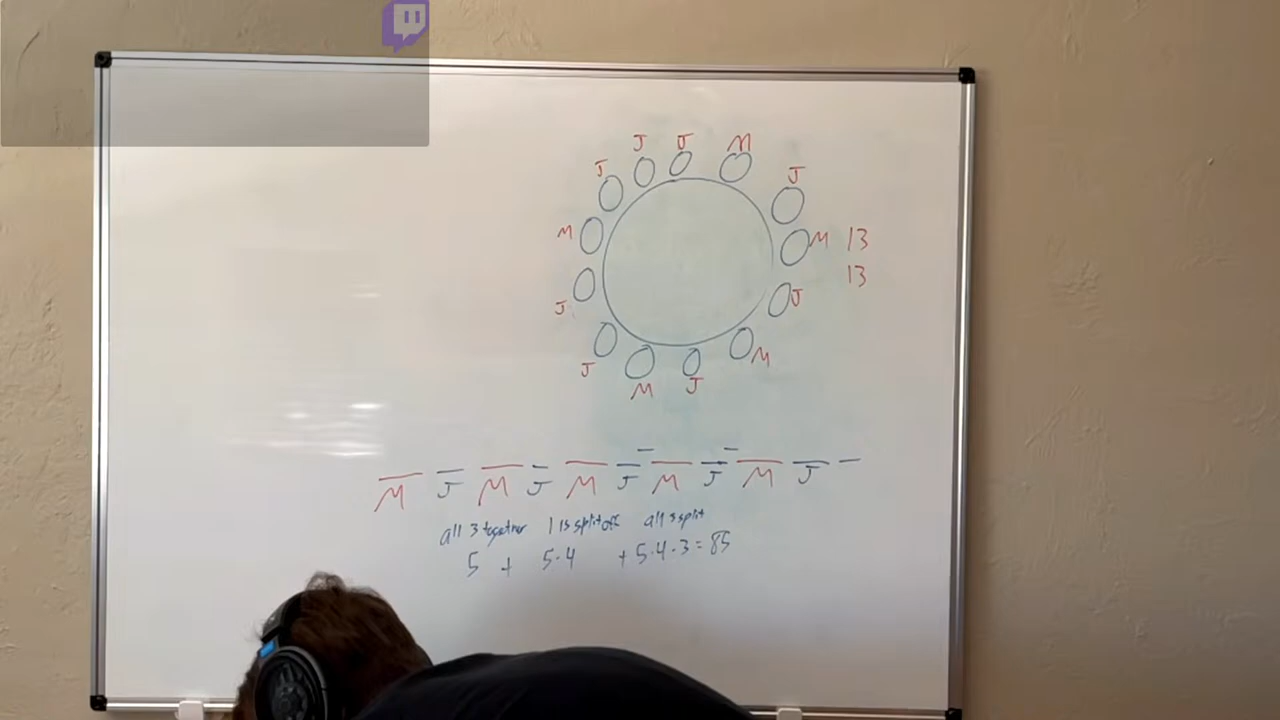 J J J M
J
M
M 13
13
J
J
J
M
J
M
J
M J M J M J M J M J
all 3 together 1 is split off all 3 split
5 + 5·4 + 5·4·3 = 85